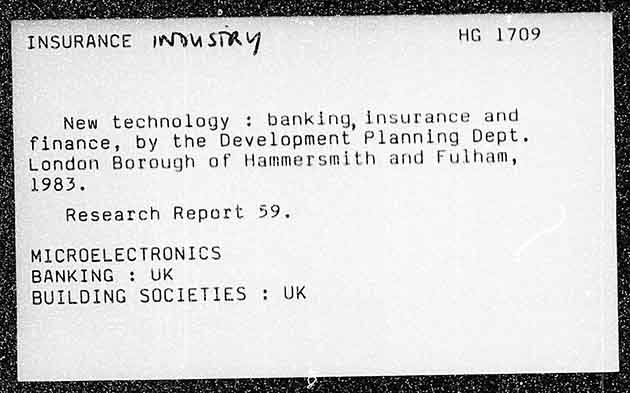 INSURANCE INDUSTRY HG 1709
New technology : banking, insurance and
finance, by the Development Planning Dept.
London Borough of Hammersmith and Fulham,
1983.
Research Report 59.
MICROELECTRONICS
BANKING : UK
BUILDING SOCIETIES : UK